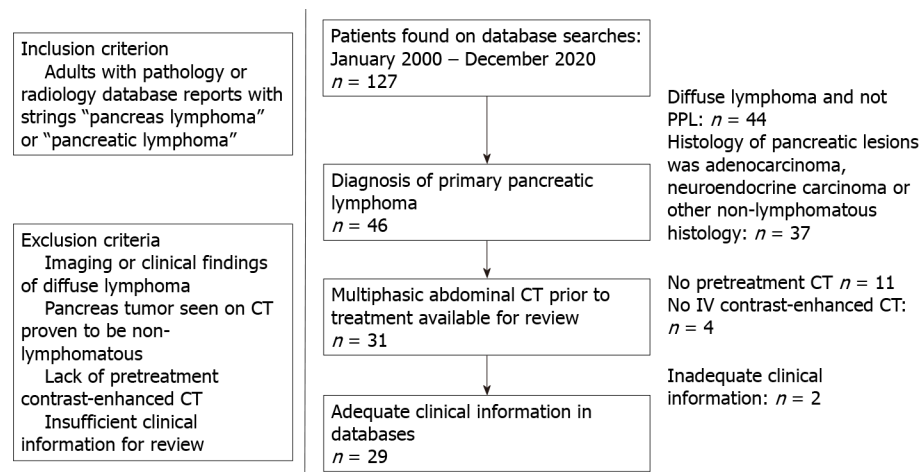 Inclusion criterion
Adults with pathology or
radiology database reports with
strings “pancreas lymphoma”
or “pancreatic lymphoma”
Exclusion criteria
Imaging or clinical findings
of diffuse lymphoma
Pancreas tumor seen on CT
proven to be non-
lymphomatous
Lack of pretreatment
contrast-enhanced CT
Insufficient clinical
information for review
Patients found on database searches:
January 2000 – December 2020
n = 127
Diffuse lymphoma and not
PPL: n = 44
Histology of pancreatic lesions
was adenocarcinoma,
neuroendocrine carcinoma or
other non-lymphomatous
histology: n = 37
Diagnosis of primary pancreatic
lymphoma
n = 46
No pretreatment CT n = 11
No IV contrast-enhanced CT:
n = 4
Multiphasic abdominal CT prior to
treatment available for review
n = 31
Inadequate clinical
information: n = 2
Adequate clinical information in
databases
n = 29